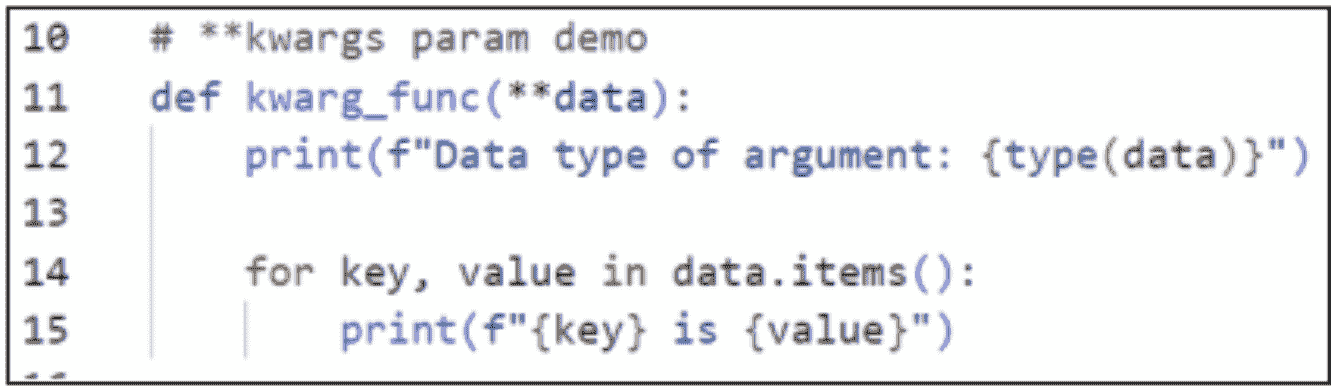 10 # **kwargs param demo
11 def kwarg_func(**data):
12 print(f"Data type of argument: {type(data)}")
13
14 for key, value in data.items():
15 print(f"{key} is {value}")